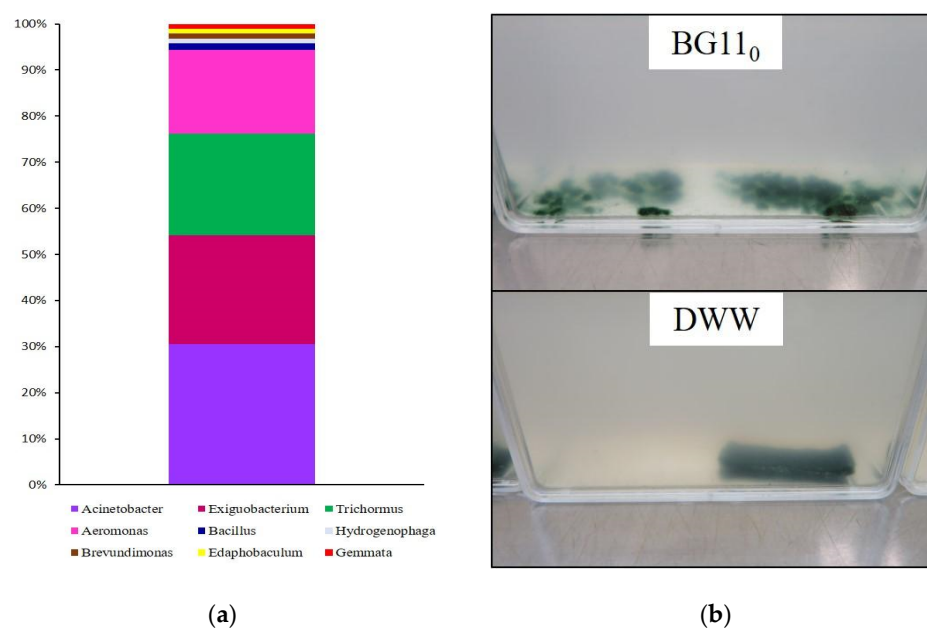 100%
90%
80%
70%
60%
50%
40%
30%
20%
10%
0%
Acinetobacter Exiguobacterium Trichormus
Aeromonas Bacillus Hydrogenophaga
Brevundimonas Edaphobaculum Gemmata
(a)
BG11₀
DWW
(b)